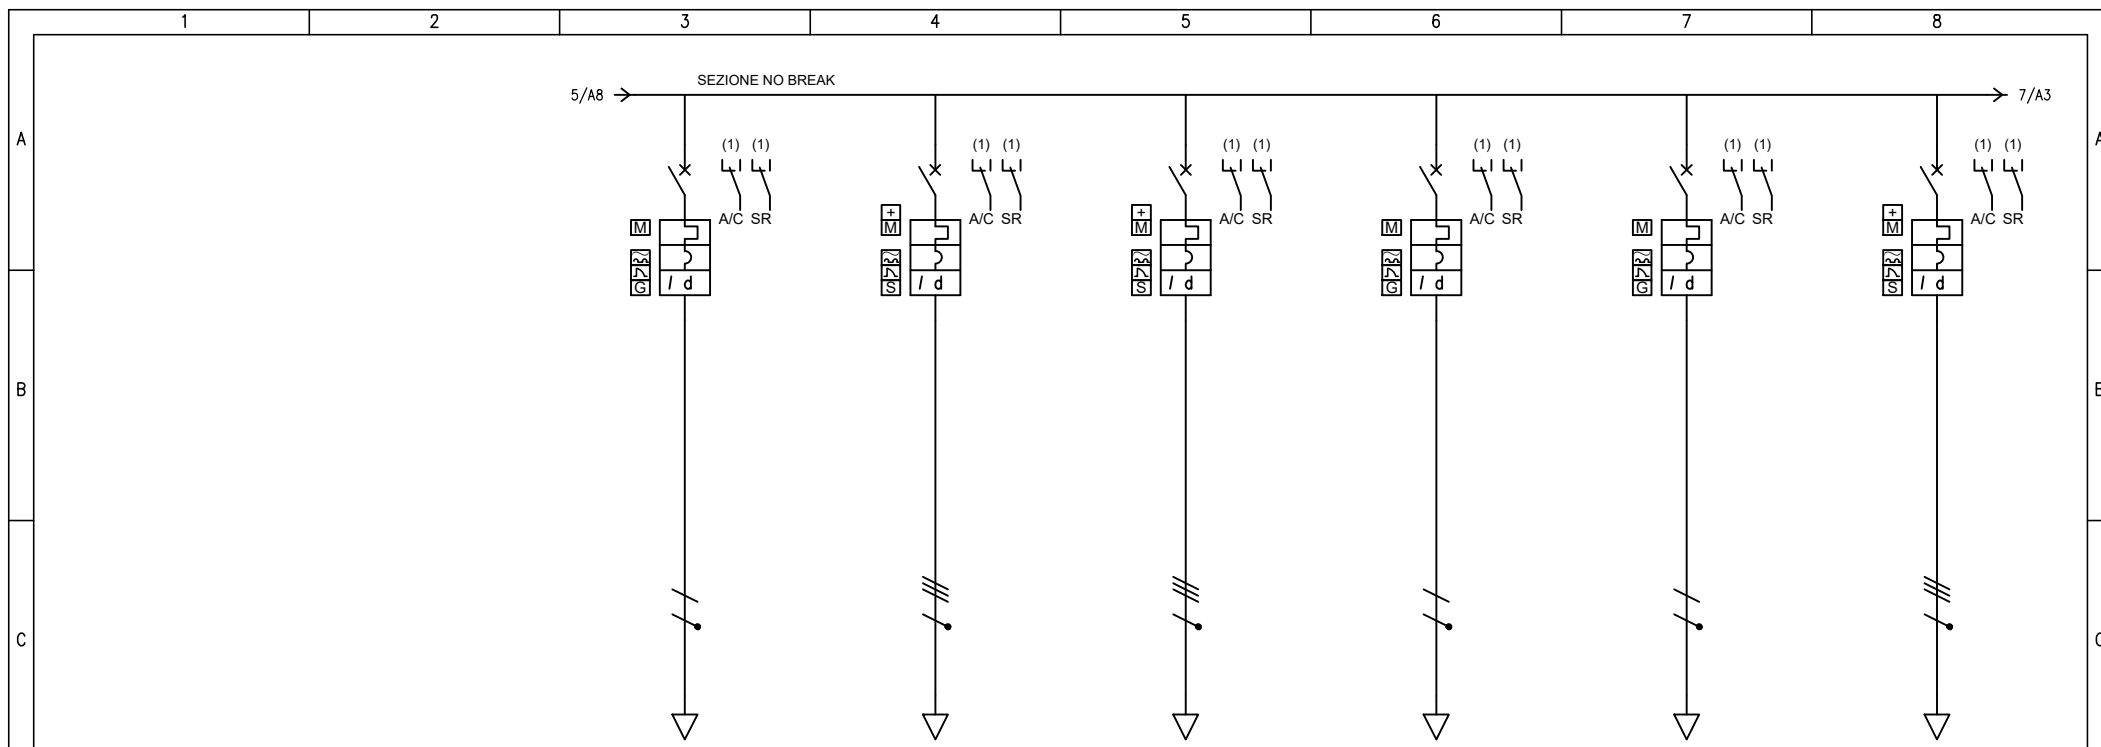 1 2 3 4 5 6 7 8
SEZIONE NO BREAK
5/A8 7/A3
A A
(1) (1) (1) (1) (1) (1) (1) (1) (1) (1) (1) (1)
+ + +
A/C SR A/C SR A/C SR A/C SR A/C SR A/C SR
M M M M M M
I d I d I d I d I d I d
G S S G G S
B B
C C